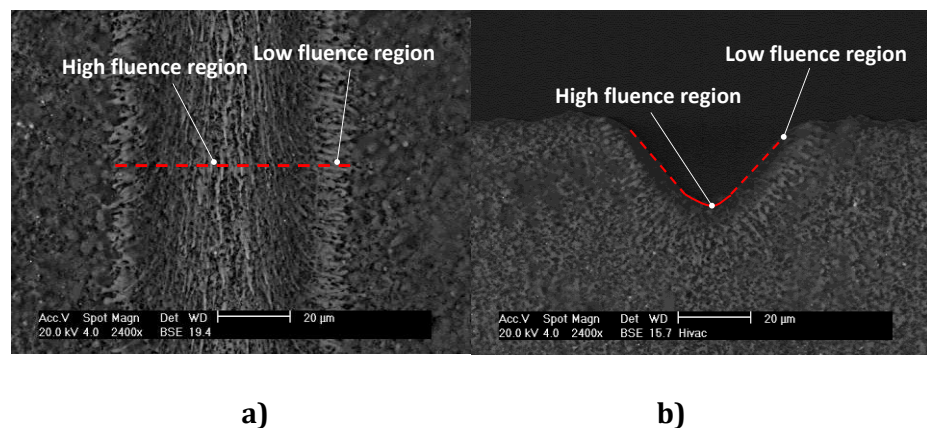 Low fluence region
High fluence region
Acc.V Spot Magn Det WD 20 µm
20.0 kV 4.0 2400x BSE 19.4
Low fluence region
High fluence region
Acc.V Spot Magn Det WD 20 µm
20.0 kV 4.0 2400x BSE 15.7 Hivac
a) b)